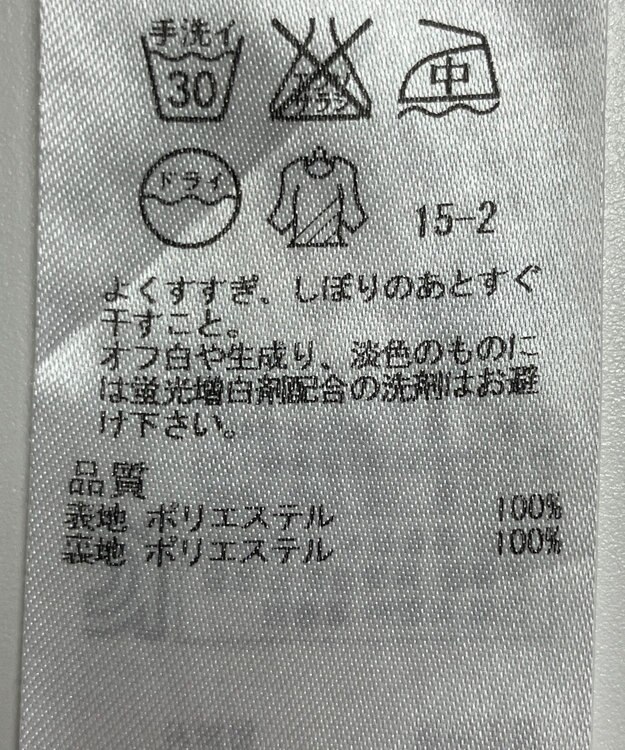 手洗イ
30
エンソ
サラシ
中
ドライ
15-2
よくすすぎ、しぼりのあとすぐ
干すこと。
オフ白や生成り、淡色のものに
は蛍光増白剤配合の洗剤はお避
け下さい。
品質
表地 ポリエステル 100%
裏地 ポリエステル 100%